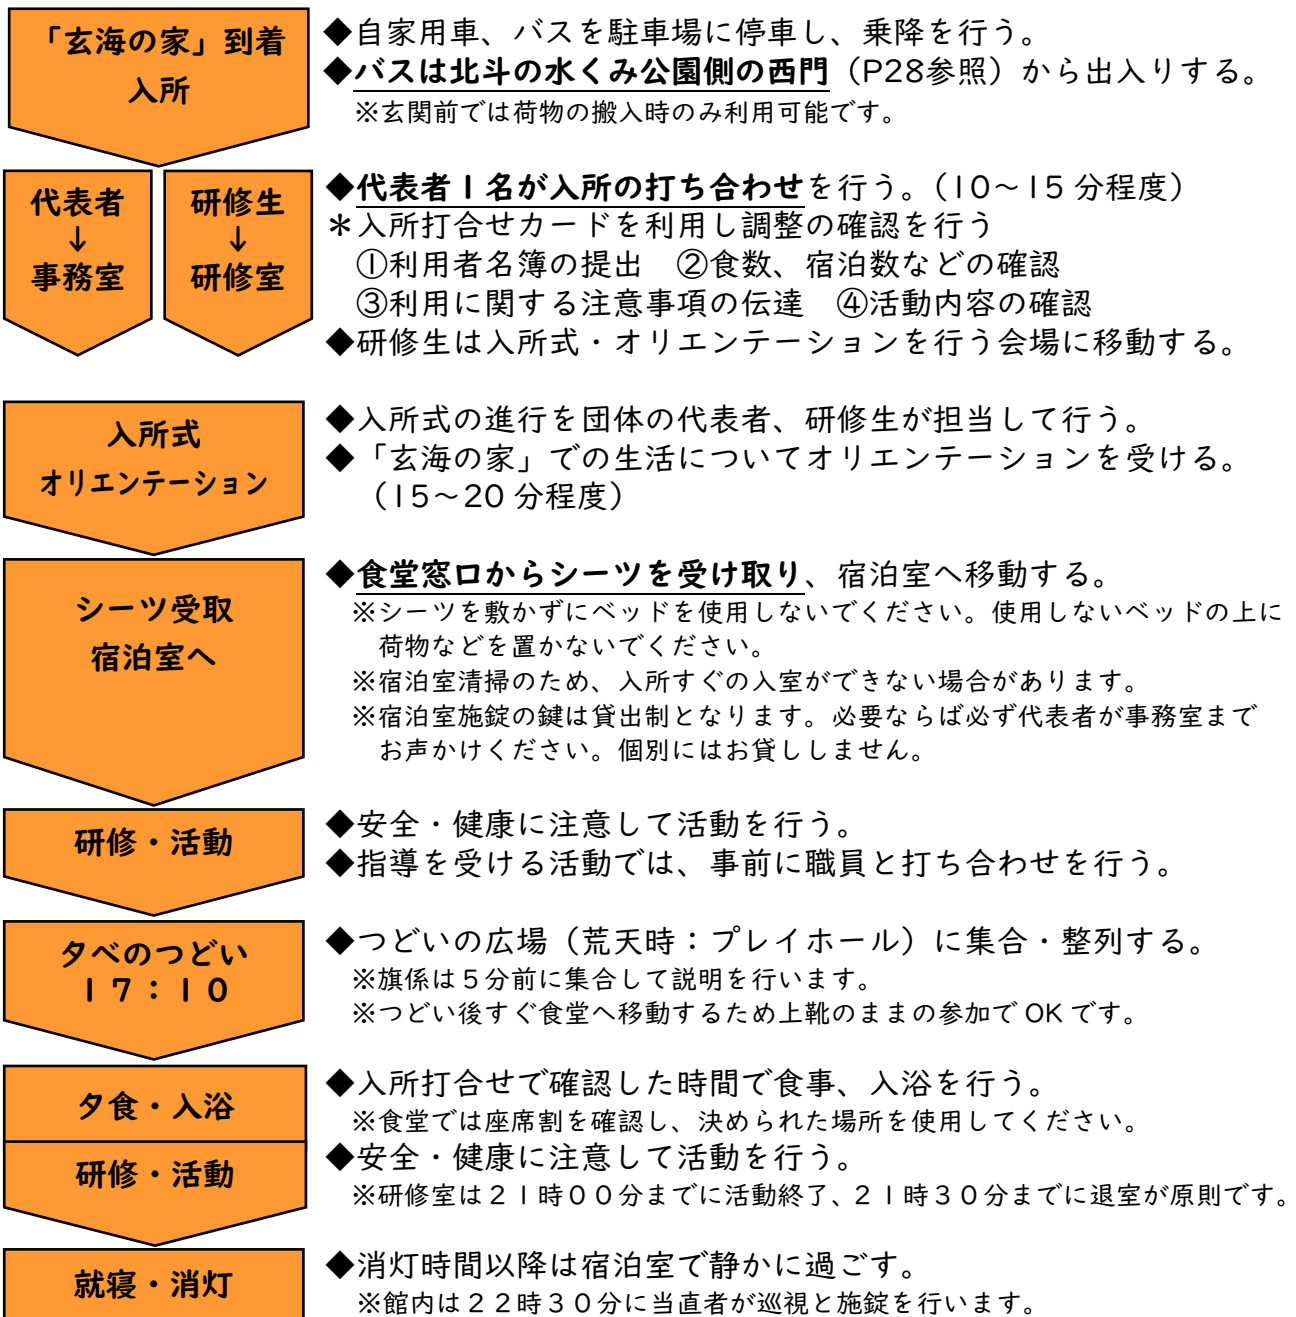 「玄海の家」到着
入所
◆自家用車、バスを駐車場に停車し、乗降を行う。
◆バスは北斗の水くみ公園側の西門（P28参照）から出入りする。
※玄関前では荷物の搬入時のみ利用可能です。
代表者
↓
事務室
研修生
↓
研修室
◆代表者１名が入所の打ち合わせを行う。（10～15分程度）
＊入所打合せカードを利用し調整の確認を行う
①利用者名簿の提出　②食数、宿泊数などの確認
③利用に関する注意事項の伝達　④活動内容の確認
◆研修生は入所式・オリエンテーションを行う会場に移動する。
入所式
オリエンテーション
◆入所式の進行を団体の代表者、研修生が担当して行う。
◆「玄海の家」での生活についてオリエンテーションを受ける。
（15～20分程度）
シーツ受取
宿泊室へ
◆食堂窓口からシーツを受け取り、宿泊室へ移動する。
※シーツを敷かずにベッドを使用しないでください。使用しないベッドの上に
荷物などを置かないでください。
※宿泊室清掃のため、入所すぐの入室ができない場合があります。
※宿泊室施錠の鍵は貸出制となります。必要ならば必ず代表者が事務室まで
お声かけください。個別にはお貸ししません。
研修・活動
◆安全・健康に注意して活動を行う。
◆指導を受ける活動では、事前に職員と打ち合わせを行う。
夕べのつどい
１７：１０
◆つどいの広場（荒天時：プレイホール）に集合・整列する。
※旗係は５分前に集合して説明を行います。
※つどい後すぐ食堂へ移動するため上靴のままの参加でOKです。
夕食・入浴
◆入所打合せで確認した時間で食事、入浴を行う。
※食堂では座席割を確認し、決められた場所を使用してください。
研修・活動
◆安全・健康に注意して活動を行う。
※研修室は２１時００分までに活動終了、２１時３０分までに退室が原則です。
就寝・消灯
◆消灯時間以降は宿泊室で静かに過ごす。
※館内は２２時３０分に当直者が巡視と施錠を行います。